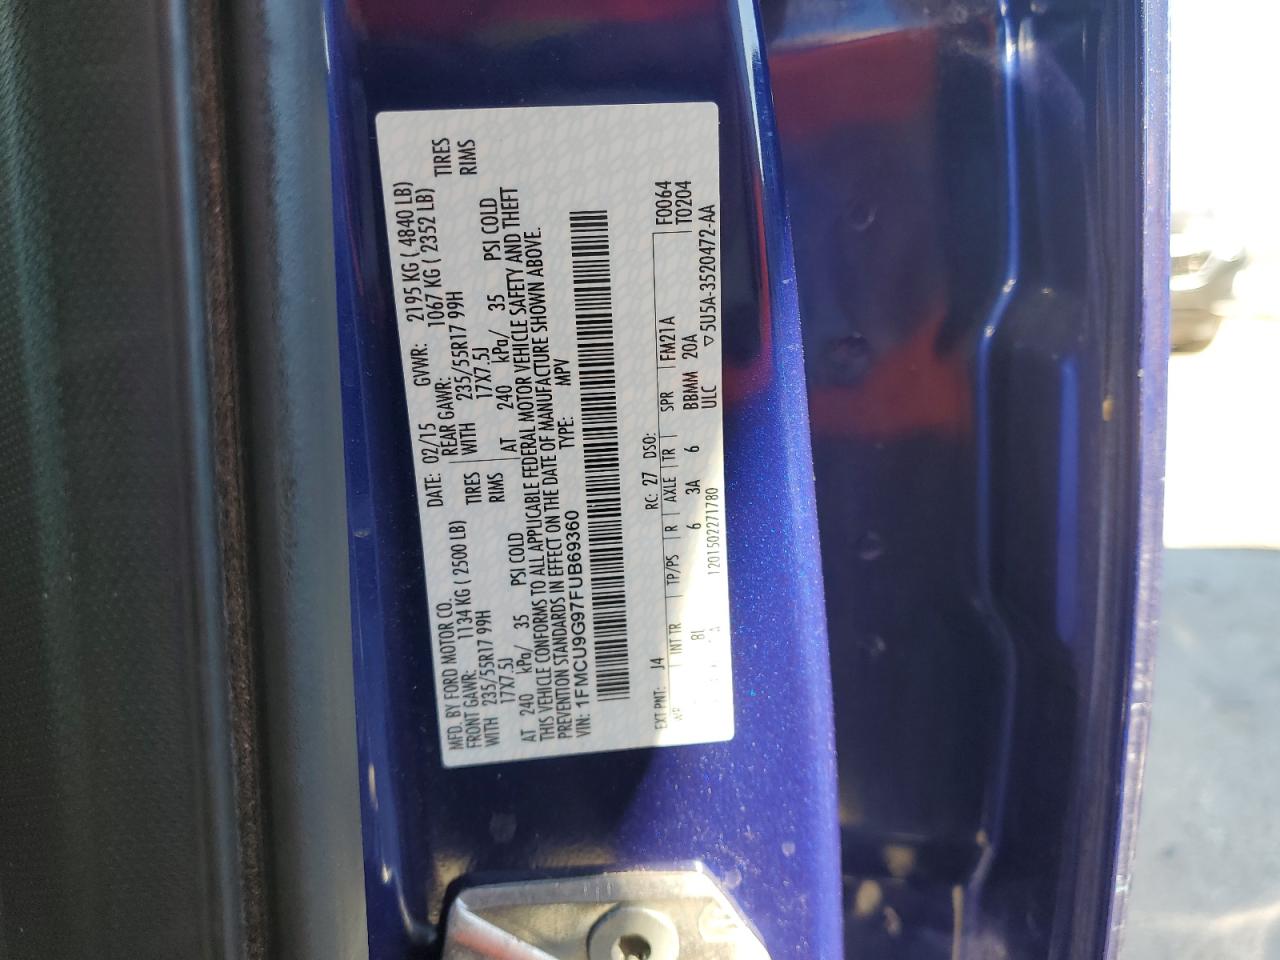 MFD. BY FORD MOTOR CO. DATE: 02/15 GVWR: 2195 KG ( 4840 LB)
FRONT GAWR: 1134 KG ( 2500 LB) REAR GAWR: 1067 KG ( 2352 LB)
WITH 235/55R17 99H TIRES WITH 235/55R17 99H TIRES
17X7.5J RIMS 17X7.5J RIMS
AT 240 kPa/ 35 PSI COLD AT 240 kPa/ 35 PSI COLD
THIS VEHICLE CONFORMS TO ALL APPLICABLE FEDERAL MOTOR VEHICLE SAFETY AND THEFT
PREVENTION STANDARDS IN EFFECT ON THE DATE OF MANUFACTURE SHOWN ABOVE.
VIN: 1FMCU9G97FUB69360 TYPE: MPV
EXT PNT: J4 RC: 27 DSO: F0064
WB INT TR TP/PS R AXLE TR SPR FM21A T0204
8I 6 3A 6 BBMM 20A
ULC ▽5U5A-3520472-AA
1201502271780